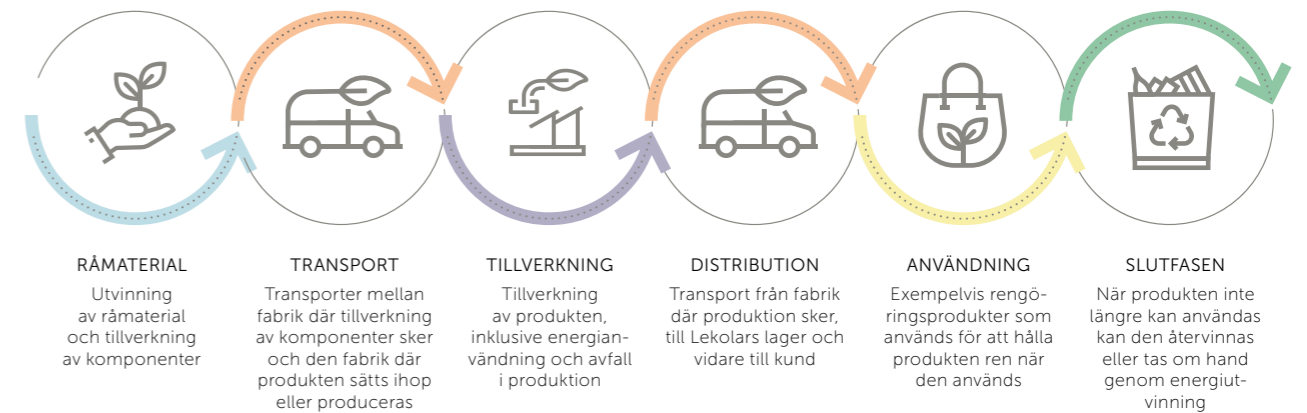 RÅMATERIAL
Utvinning
av råmaterial
och tillverkning
av komponenter
TRANSPORT
Transporter mellan
fabrik där tillverkning
av komponenter sker
och den fabrik där
produkten sätts ihop
eller produceras
TILLVERKNING
Tillverkning
av produkten,
inklusive energian-
vändning och avfall
i produktion
DISTRIBUTION
Transport från fabrik
där produktion sker,
till Lekolars lager och
vidare till kund
ANVÄNDNING
Exempelvis rengö-
ringsprodukter som
används för att hålla
produkten ren när
den används
SLUTFASEN
När produkten inte
längre kan användas
kan den återvinnas
eller tas om hand
genom energiut-
vinning